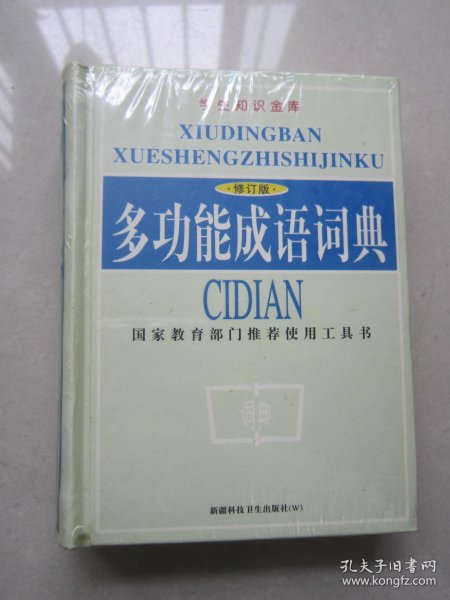 学生知识金库
XIUDINGBAN
XUESHENGZHISHIJINKU
·修订版·
多功能成语词典
CIDIAN
国家教育部门推荐使用工具书
词典
新疆科技卫生出版社(W)
孔夫子旧书网
www.kongfz.com